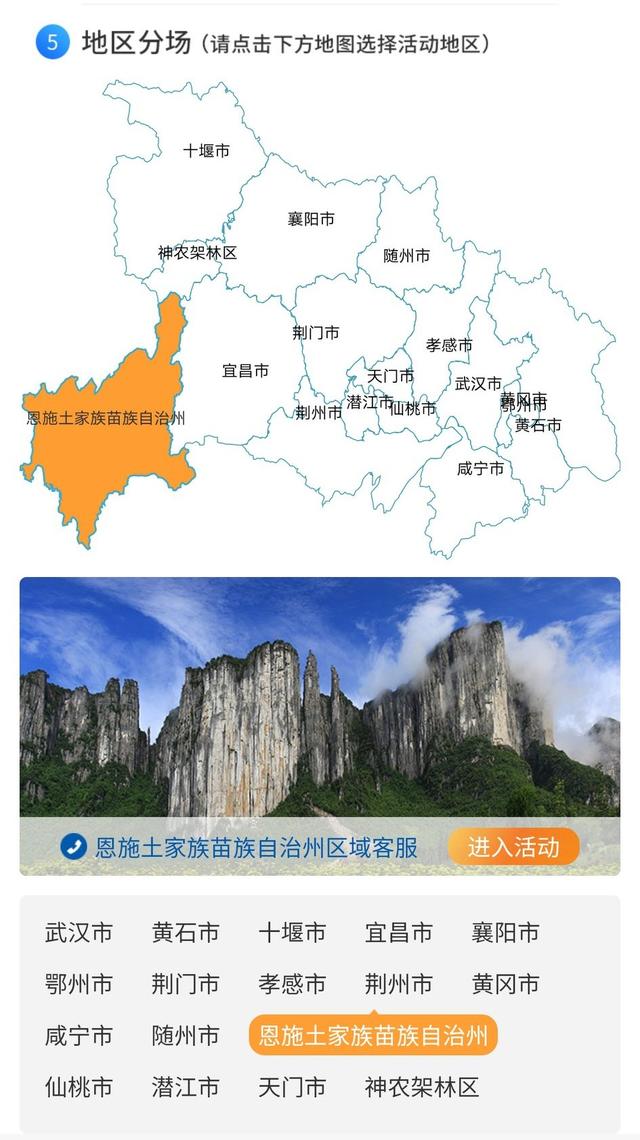 5 地区分场（请点击下方地图选择活动地区）
十堰市
襄阳市
神农架林区
随州市
荆门市
孝感市
宜昌市
天门市
武汉市
潜江市
黄冈市
鄂州市
荆州市
仙桃市
恩施土家族苗族自治州
黄石市
咸宁市
恩施土家族苗族自治州区域客服 进入活动
武汉市 黄石市 十堰市 宜昌市 襄阳市
鄂州市 荆门市 孝感市 荆州市 黄冈市
咸宁市 随州市 恩施土家族苗族自治州
仙桃市 潜江市 天门市 神农架林区